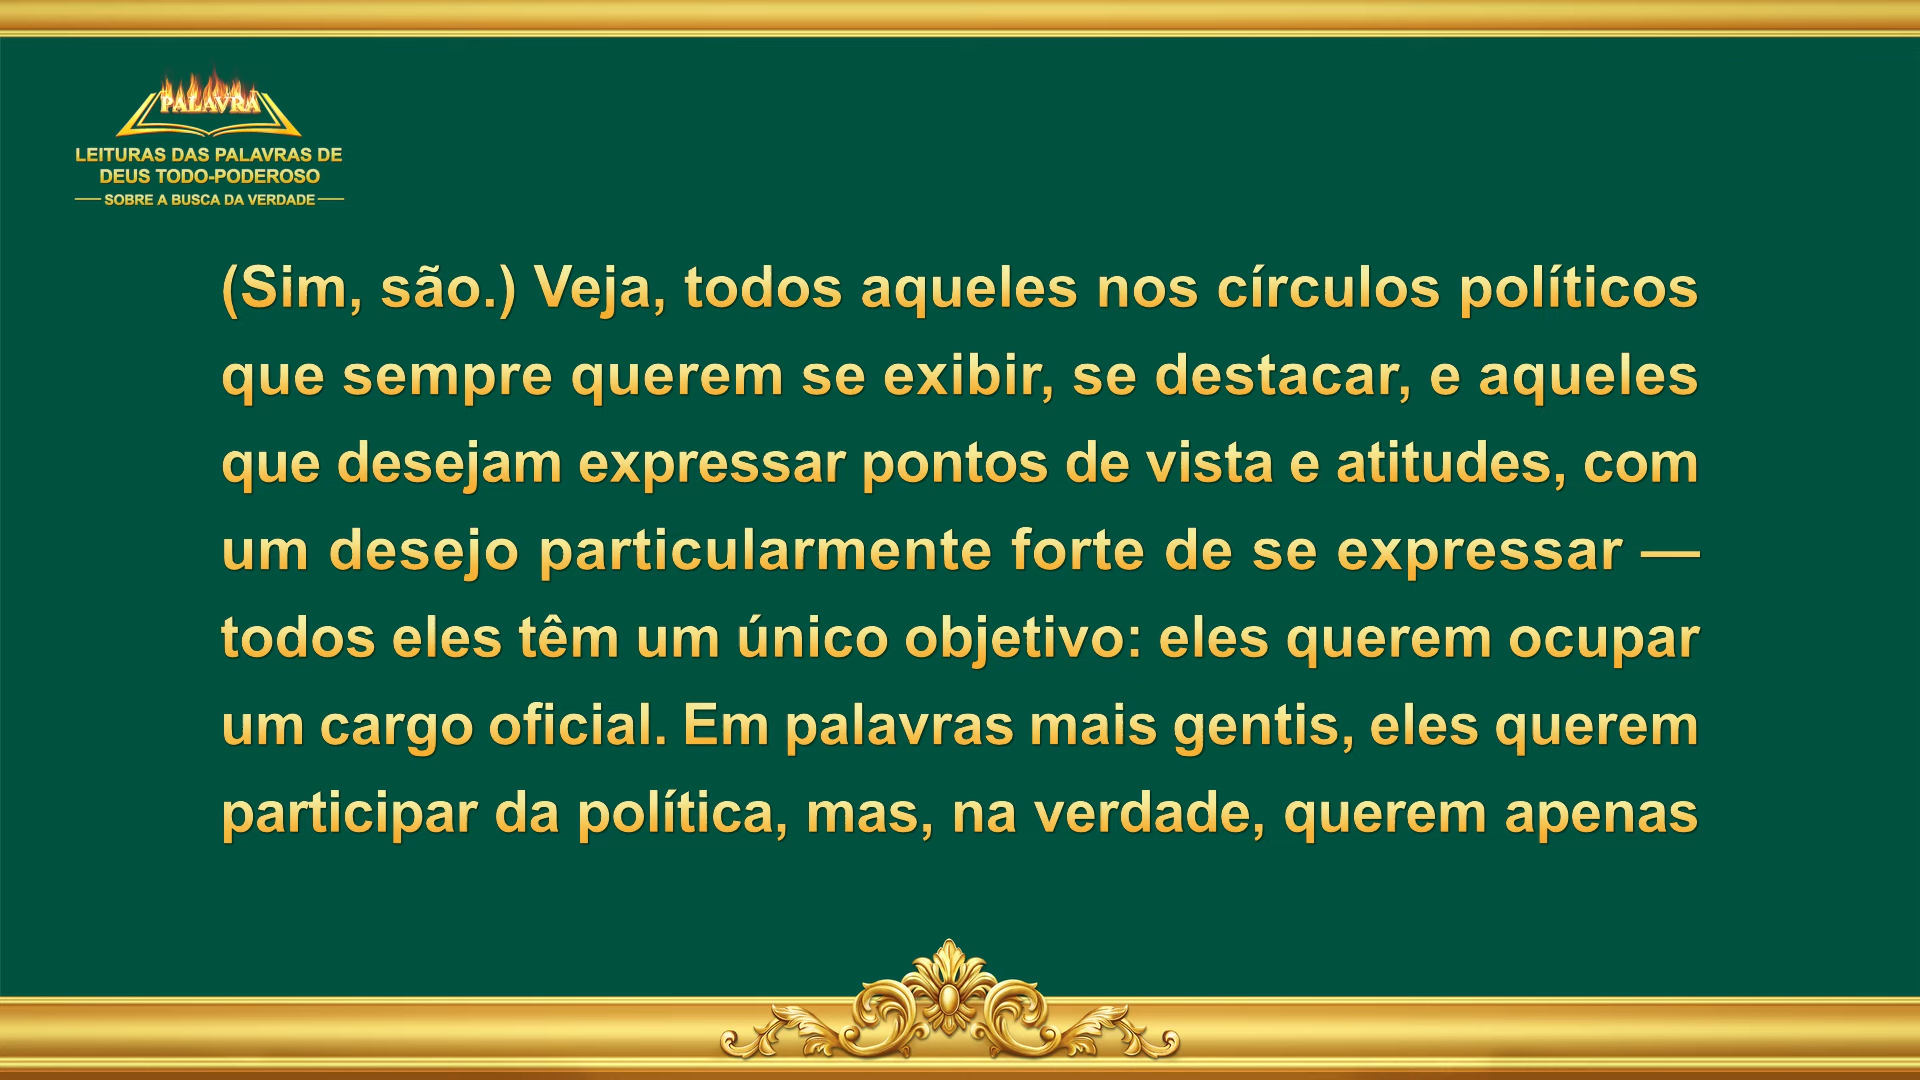 PALAVRA
LEITURAS DAS PALAVRAS DE
DEUS TODO-PODEROSO
SOBRE A BUSCA DA VERDADE
(Sim, são.) Veja, todos aqueles nos círculos políticos
que sempre querem se exibir, se destacar, e aqueles
que desejam expressar pontos de vista e atitudes, com
um desejo particularmente forte de se expressar —
todos eles têm um único objetivo: eles querem ocupar
um cargo oficial. Em palavras mais gentis, eles querem
participar da política, mas, na verdade, querem apenas